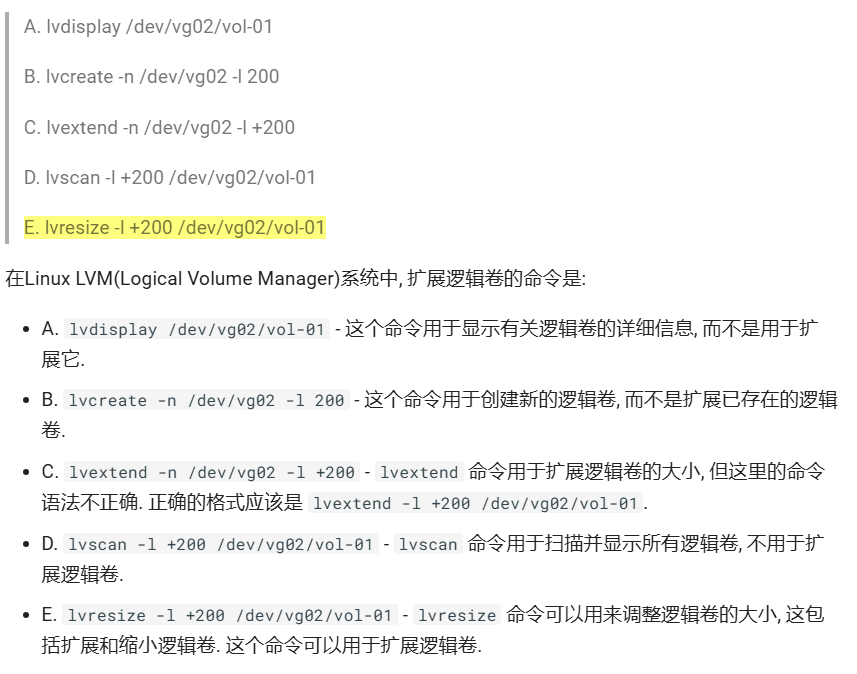 A. lvdisplay /dev/vg02/vol-01
B. lvcreate -n /dev/vg02 -l 200
C. lvextend -n /dev/vg02 -l +200
D. lvscan -l +200 /dev/vg02/vol-01
E. lvresize -l +200 /dev/vg02/vol-01
在Linux LVM(Logical Volume Manager)系统中, 扩展逻辑卷的命令是:
• A. lvdisplay /dev/vg02/vol-01 - 这个命令用于显示有关逻辑卷的详细信息, 而不是用于扩
展它.
• B. lvcreate -n /dev/vg02 -l 200 - 这个命令用于创建新的逻辑卷, 而不是扩展已存在的逻辑
卷.
• C. lvextend -n /dev/vg02 -l +200 - lvextend 命令用于扩展逻辑卷的大小, 但这里的命令
语法不正确. 正确的格式应该是 lvextend -l +200 /dev/vg02/vol-01.
• D. lvscan -l +200 /dev/vg02/vol-01 - lvscan 命令用于扫描并显示所有逻辑卷, 不用于扩
展逻辑卷.
• E. lvresize -l +200 /dev/vg02/vol-01 - lvresize 命令可以用来调整逻辑卷的大小, 这包
括扩展和缩小逻辑卷. 这个命令可以用于扩展逻辑卷.